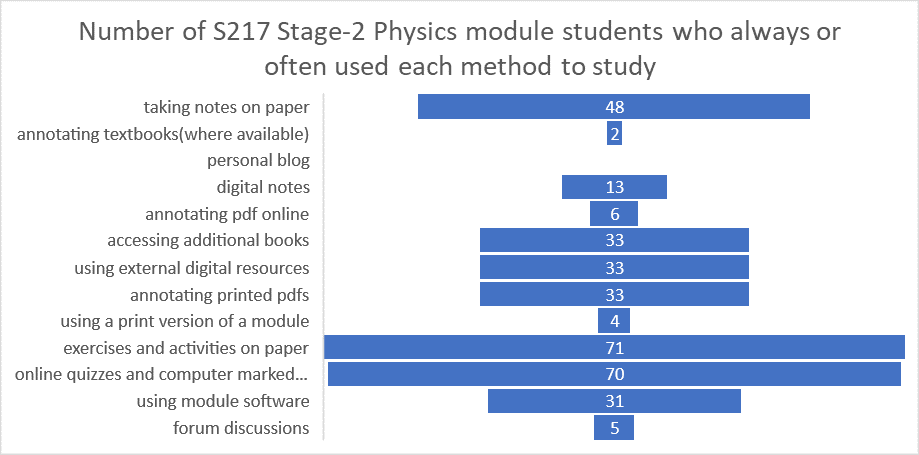 Number of S217 Stage-2 Physics module students who always or
often used each method to study
taking notes on paper 48
annotating textbooks(where available) 2
personal blog
digital notes 13
annotating pdf online 6
accessing additional books 33
using external digital resources 33
annotating printed pdfs 33
using a print version of a module 4
exercises and activities on paper 71
online quizzes and computer marked... 70
using module software 31
forum discussions 5